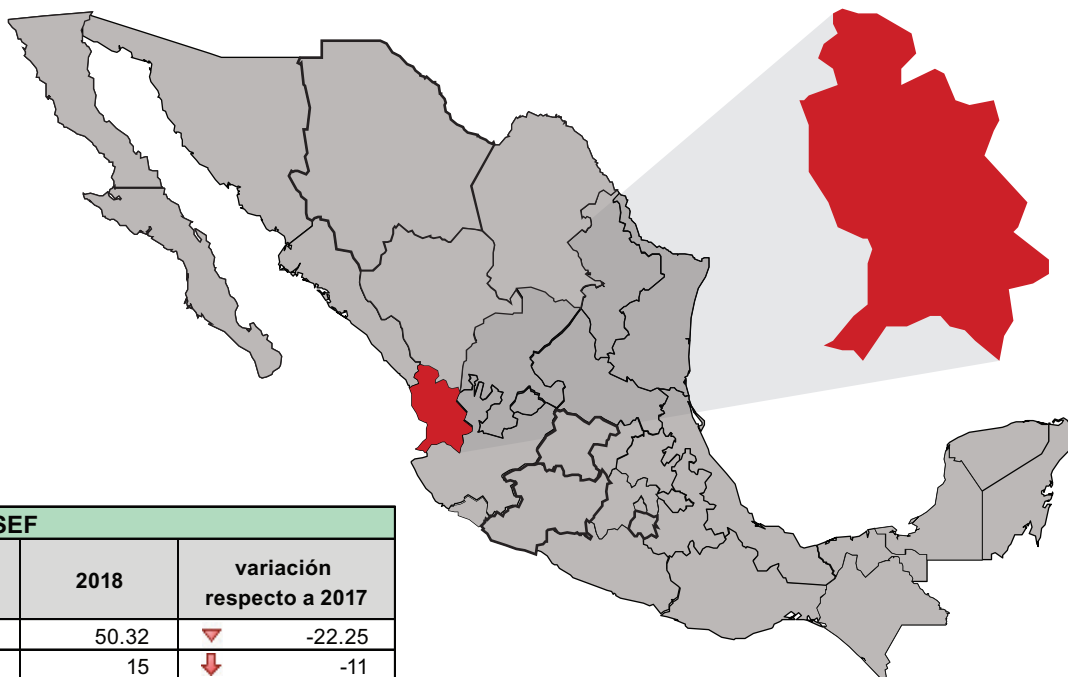 SEF
2018 variación
respecto a 2017
50.32 -22.25
15 -11